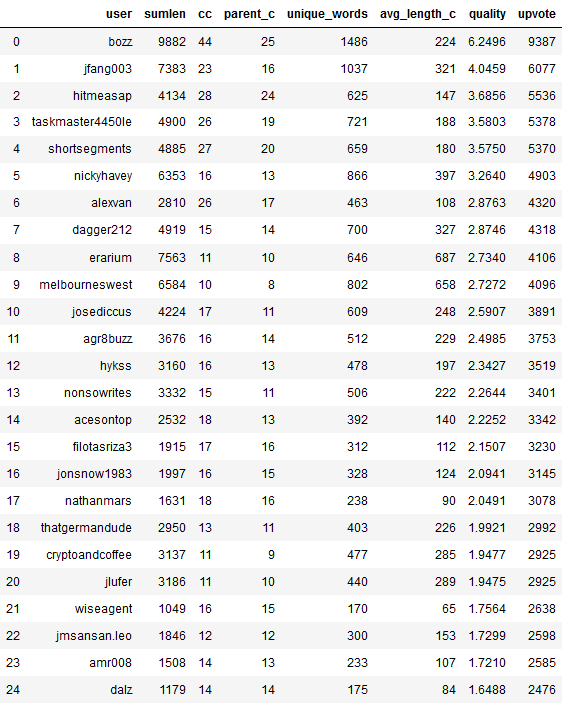 user sumlen cc parent_c unique_words avg_length_c quality upvote
0 bozz 9882 44 25 1486 224 6.2496 9387
1 jfang003 7383 23 16 1037 321 4.0459 6077
2 hitmeasap 4134 28 24 625 147 3.6856 5536
3 taskmaster4450le 4900 26 19 721 188 3.5803 5378
4 shortsegments 4885 27 20 659 180 3.5750 5370
5 nickyhavey 6353 16 13 866 397 3.2640 4903
6 alexvan 2810 26 17 463 108 2.8763 4320
7 dagger212 4919 15 14 700 327 2.8746 4318
8 erarium 7563 11 10 646 687 2.7340 4106
9 melbourneswest 6584 10 8 802 658 2.7272 4096
10 josediccus 4224 17 11 609 248 2.5907 3891
11 agr8buzz 3676 16 14 512 229 2.4985 3753
12 hykss 3160 16 13 478 197 2.3427 3519
13 nonsowrites 3332 15 11 506 222 2.2644 3401
14 acesontop 2532 18 13 392 140 2.2252 3342
15 filotasriza3 1915 17 16 312 112 2.1507 3230
16 jonsnow1983 1997 16 15 328 124 2.0941 3145
17 nathanmars 1631 18 16 238 90 2.0491 3078
18 thatgermandude 2950 13 11 403 226 1.9921 2992
19 cryptoandcoffee 3137 11 9 477 285 1.9477 2925
20 jlufer 3186 11 10 440 289 1.9475 2925
21 wiseagent 1049 16 15 170 65 1.7564 2638
22 jmsansan.leo 1846 12 12 300 153 1.7299 2598
23 amr008 1508 14 13 233 107 1.7210 2585
24 dalz 1179 14 14 175 84 1.6488 2476